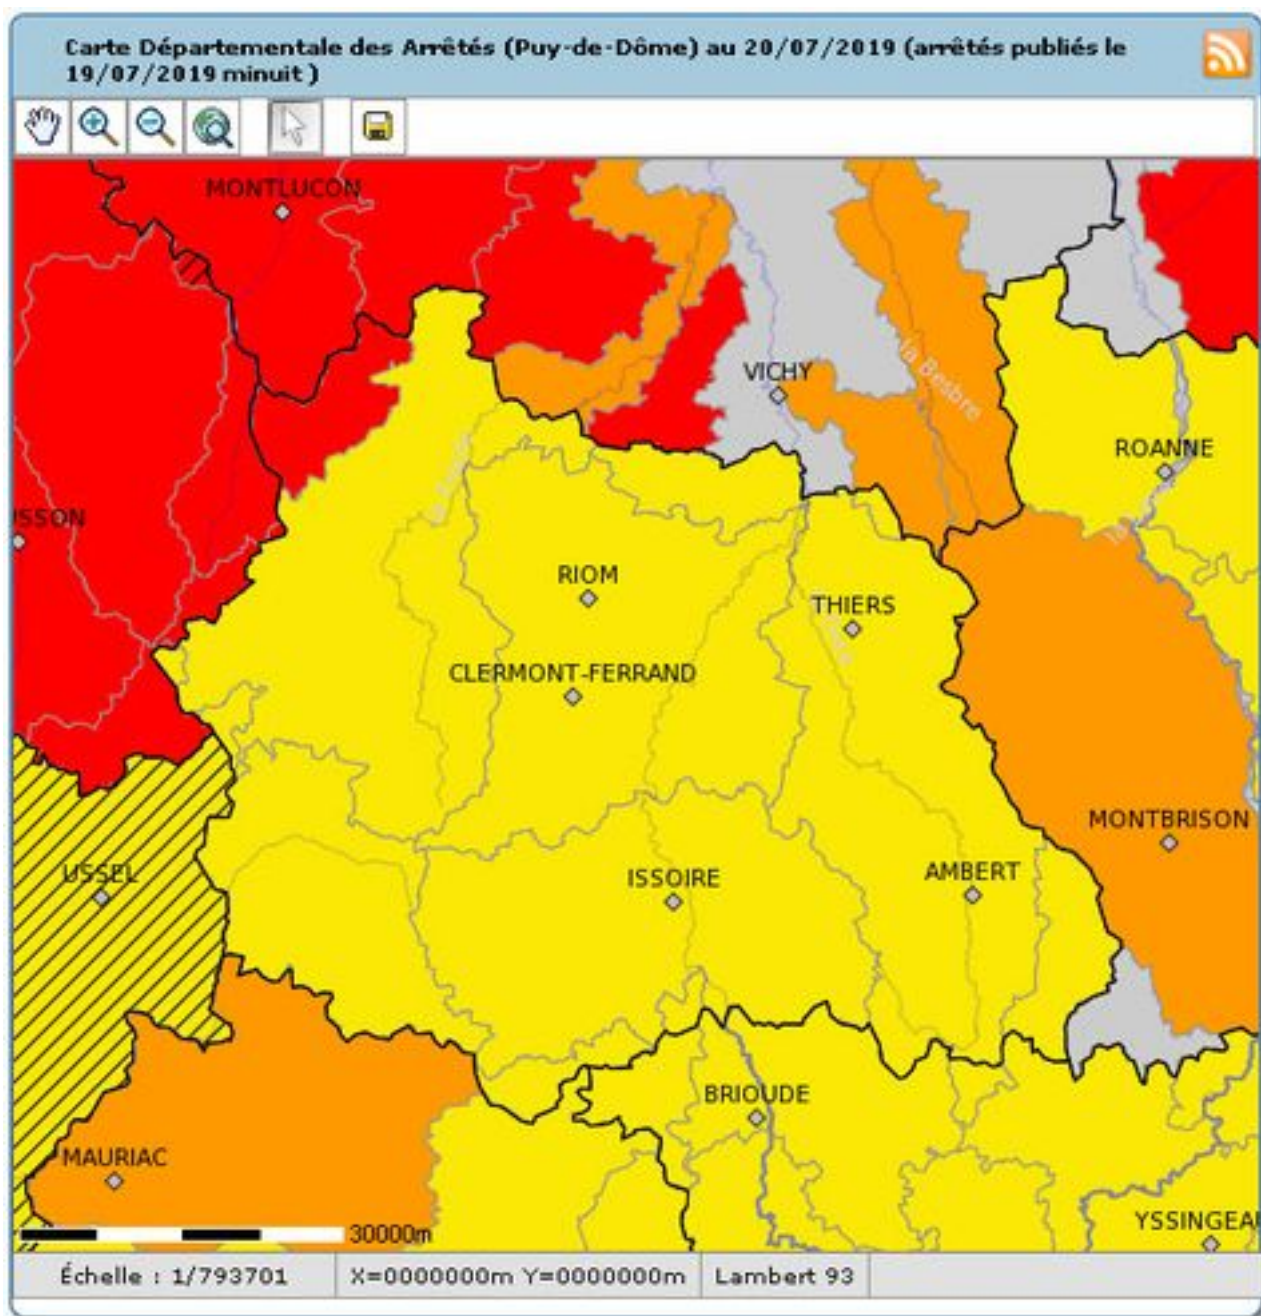 Carte Départementale des Arrêtés (Puy-de-Dôme) au 20/07/2019 (arrêtés publiés le
19/07/2019 minuit )
MONTLUCON
la Besbre
VICHY
ROANNE
USSON
RIOM
THIERS
CLERMONT-FERRAND
MONTBRISON
USSEL
ISSOIRE
AMBERT
BRIOUDE
MAURIAC
YSSINGEAU
30000m
Échelle : 1/793701
X=0000000m Y=0000000m
Lambert 93